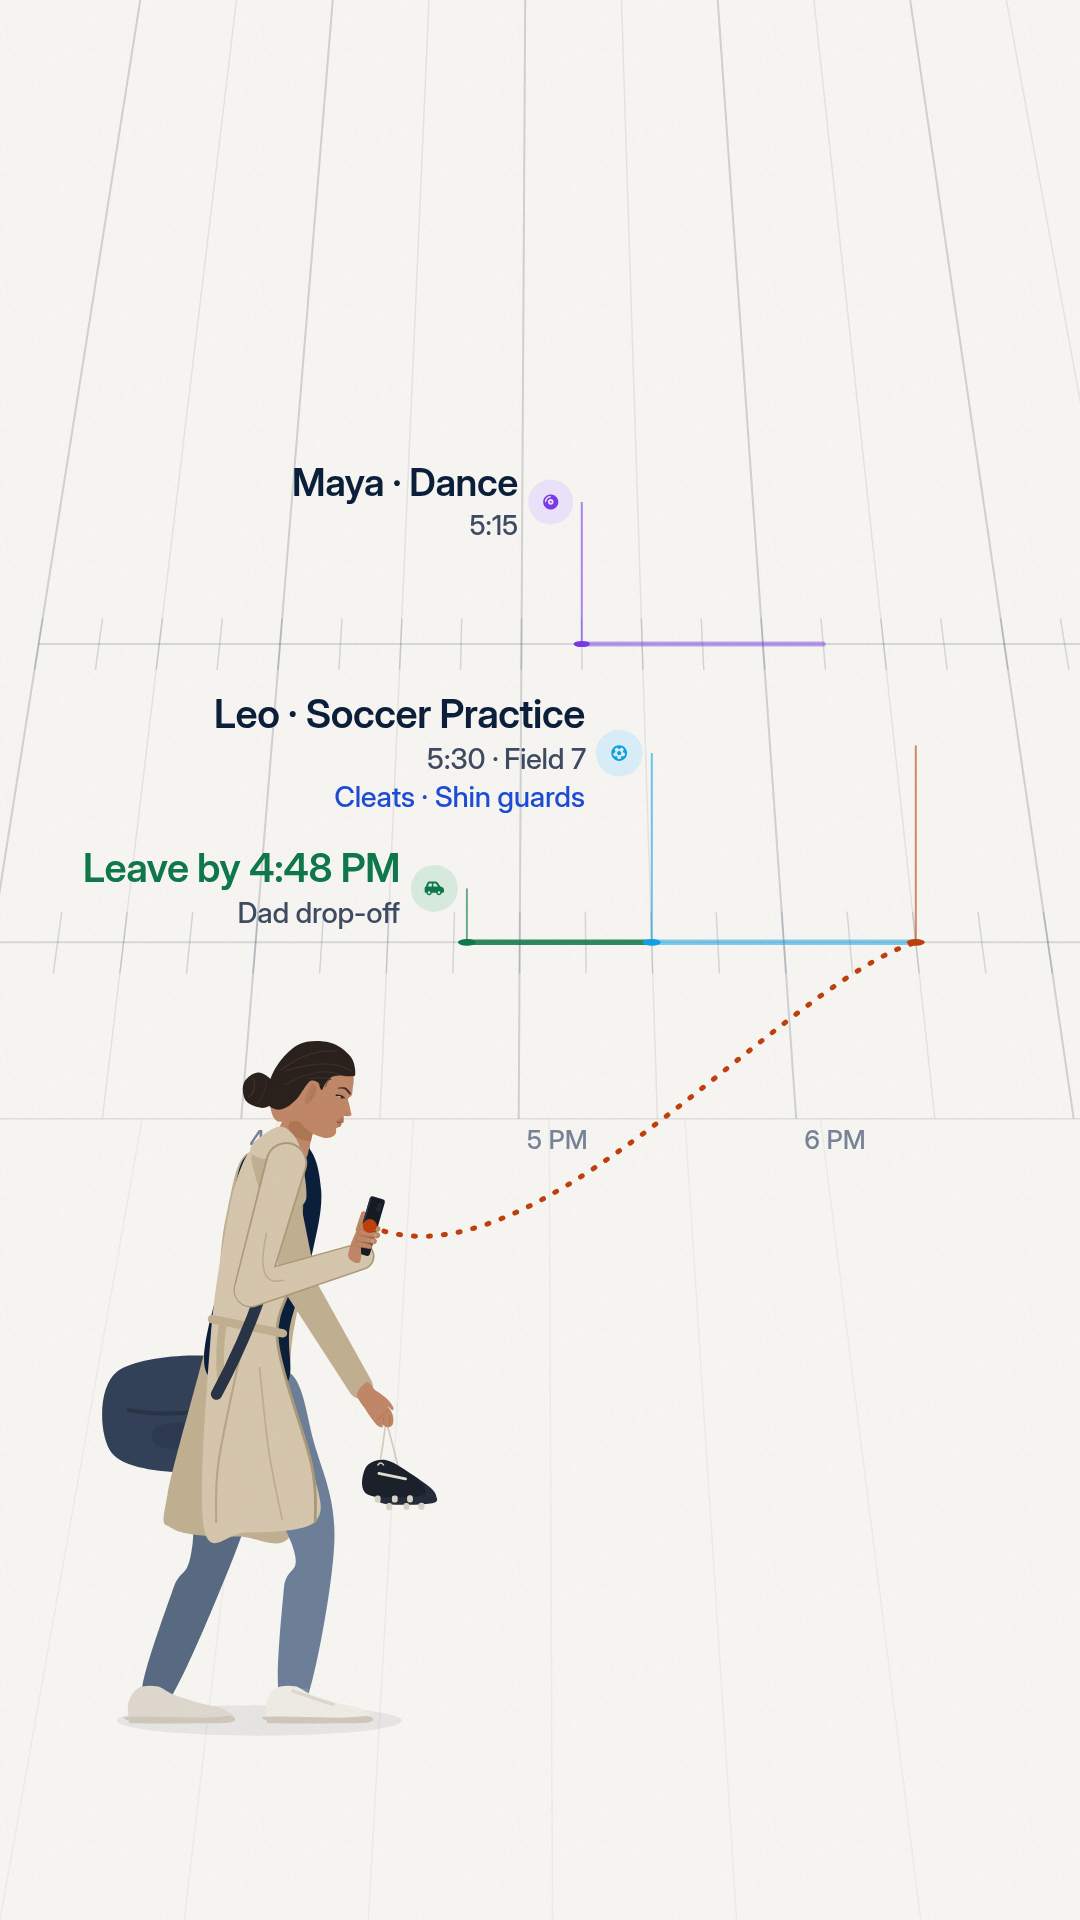 Maya · Dance
5:15
Leo · Soccer Practice
5:30 · Field 7
Cleats · Shin guards
Leave by 4:48 PM
Dad drop-off
4
5 PM
6 PM